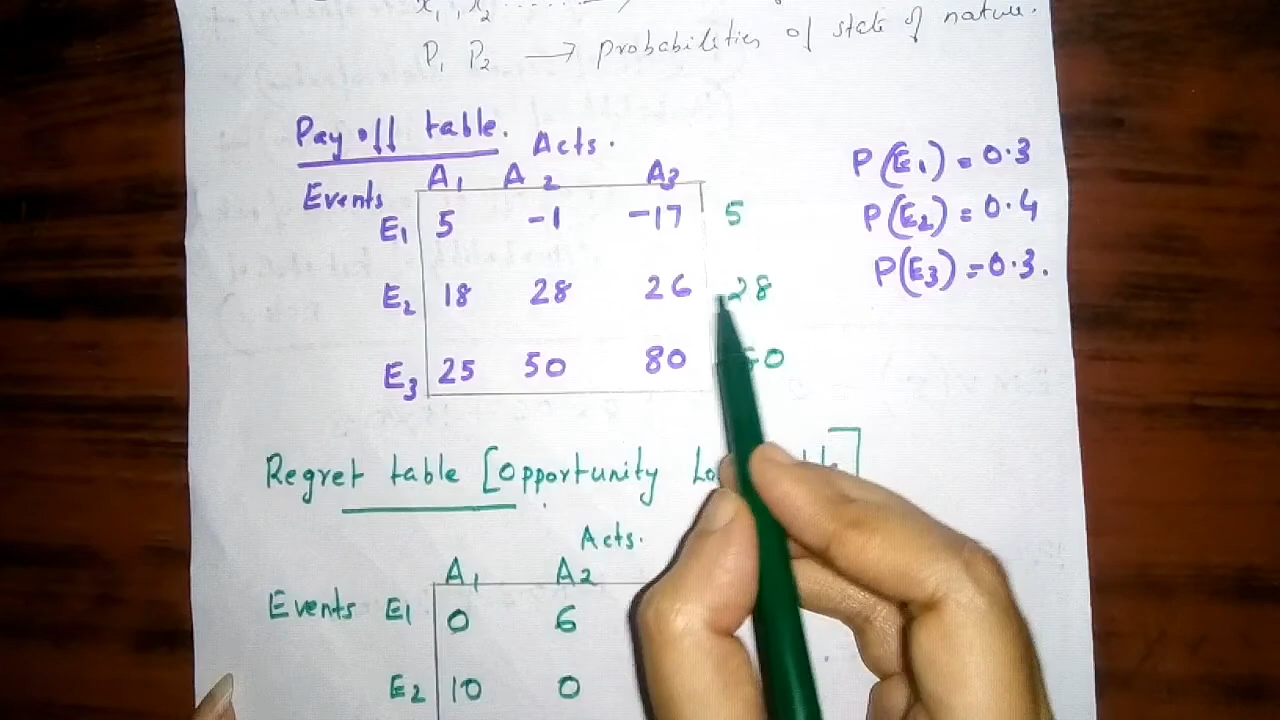 x1, x2 ........ →
P1 P2 → probabilities of state of nature.
Pay off table.
Acts.
Events A1 A2 A3
E1 5 -1 -17 5
E2 18 28 26 28
E3 25 50 80
P(E1) = 0.3
P(E2) = 0.4
P(E3) = 0.3.
Regret table [Opportunity
Acts.
A1 A2
Events E1 0 6
E2 10 0